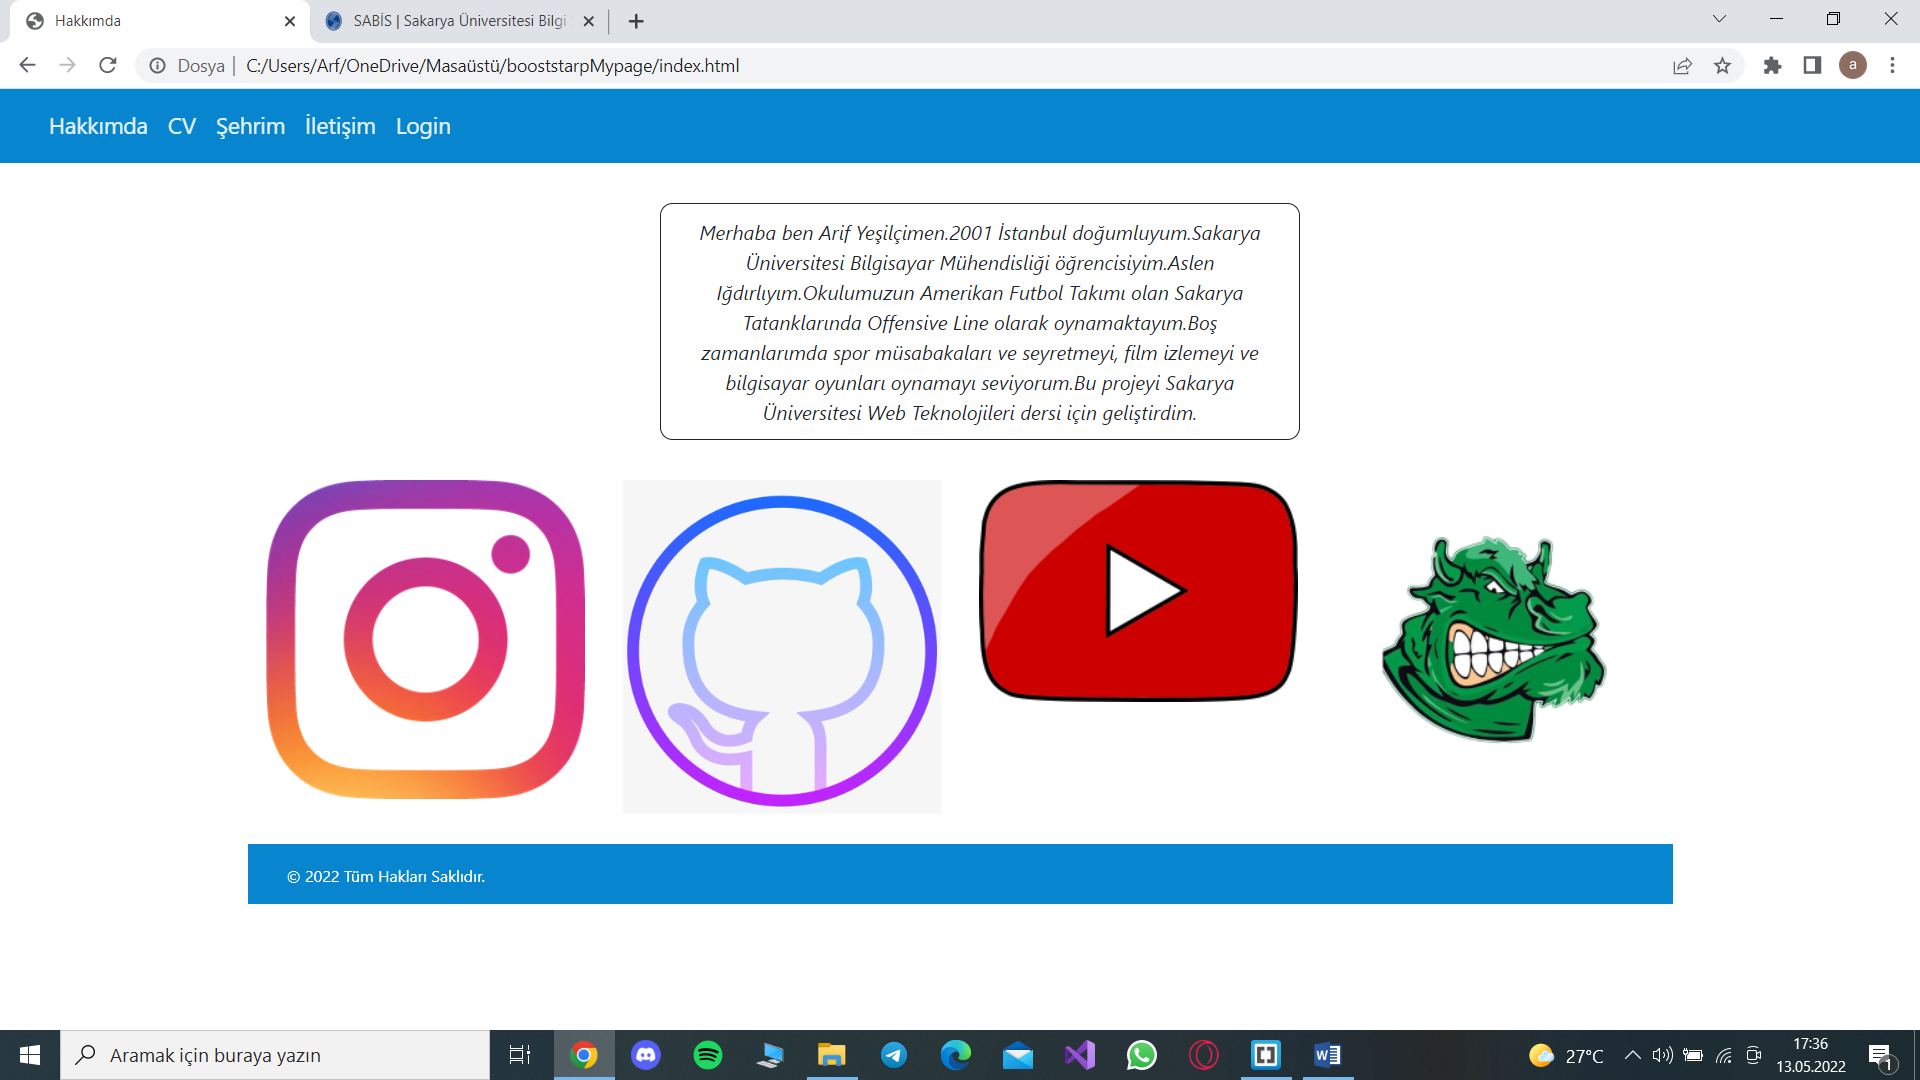 Hakkımda
SABİS | Sakarya Üniversitesi Bilgi
Dosya | C:/Users/Arf/OneDrive/Masaüstü/booststarpMypage/index.html
a
Hakkımda CV Şehrim İletişim Login
Merhaba ben Arif Yeşilçimen.2001 İstanbul doğumluyum.Sakarya
Üniversitesi Bilgisayar Mühendisliği öğrencisiyim.Aslen
Iğdırlıyım.Okulumuzun Amerikan Futbol Takımı olan Sakarya
Tatanklarında Offensive Line olarak oynamaktayım.Boş
zamanlarımda spor müsabakaları ve seyretmeyi, film izlemeyi ve
bilgisayar oyunları oynamayı seviyorum.Bu projeyi Sakarya
Üniversitesi Web Teknolojileri dersi için geliştirdim.
© 2022 Tüm Hakları Saklıdır.
Aramak için buraya yazın
27°C
17:36
13.05.2022
1